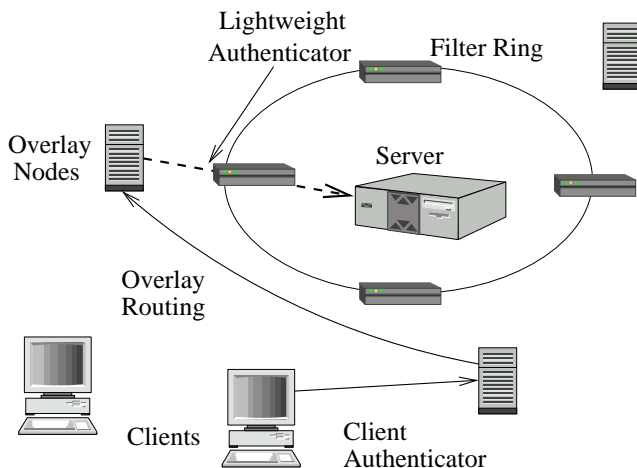 Lightweight
Authenticator
Filter Ring
Overlay
Nodes
Server
Overlay
Routing
Clients
Client
Authenticator